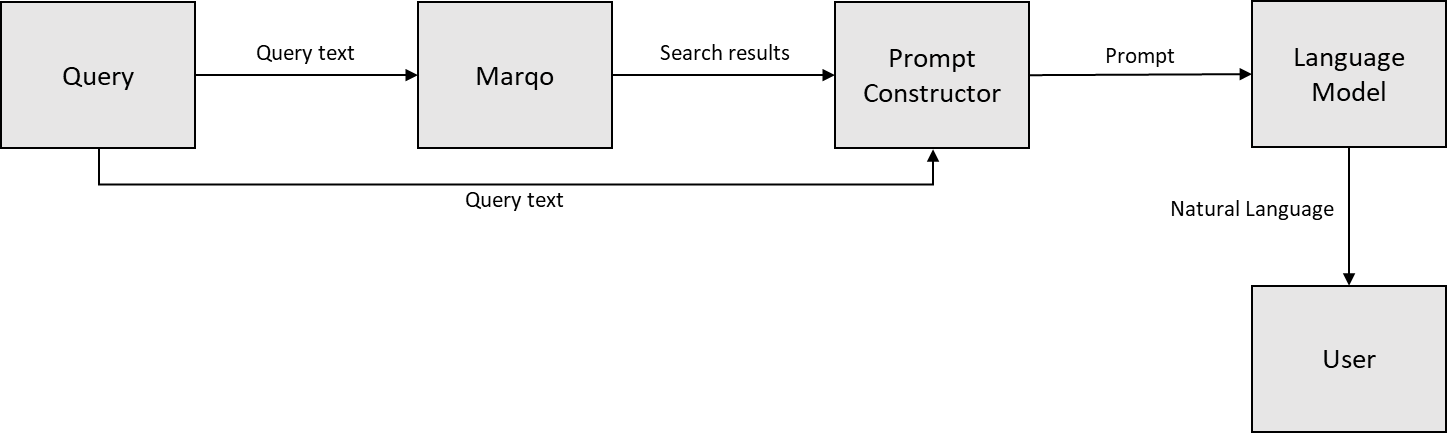 Query
Query text
Marqo
Search results
Prompt
Constructor
Prompt
Language
Model
Query text
Natural Language
User